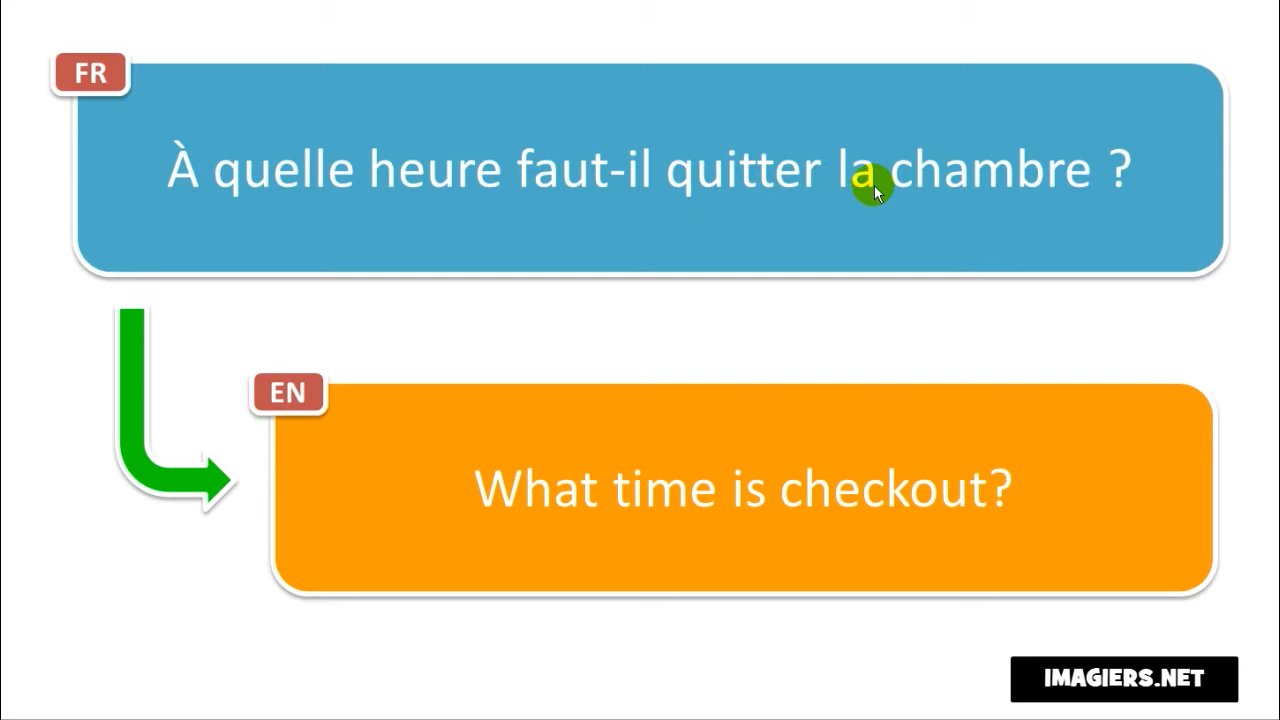 FR
À quelle heure faut-il quitter la chambre ?
EN
What time is checkout?
IMAGIERS.NET